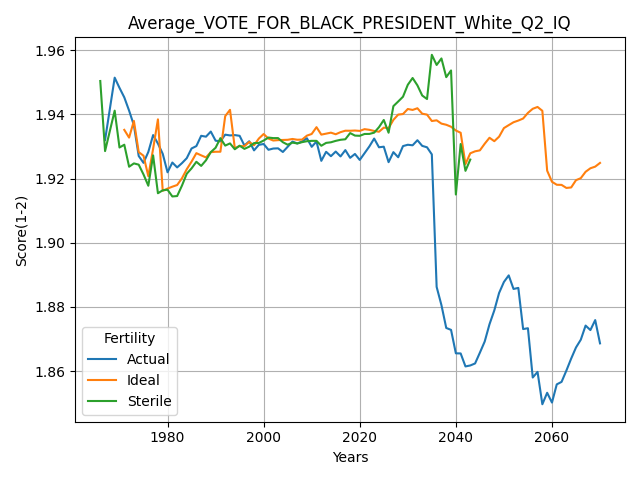 Average_VOTE_FOR_BLACK_PRESIDENT_White_Q2_IQ
1.96
1.94
1.92
1.90
1.88
1.86
Score(1-2)
Fertility
Actual
Ideal
Sterile
1980
2000
2020
2040
2060
Years